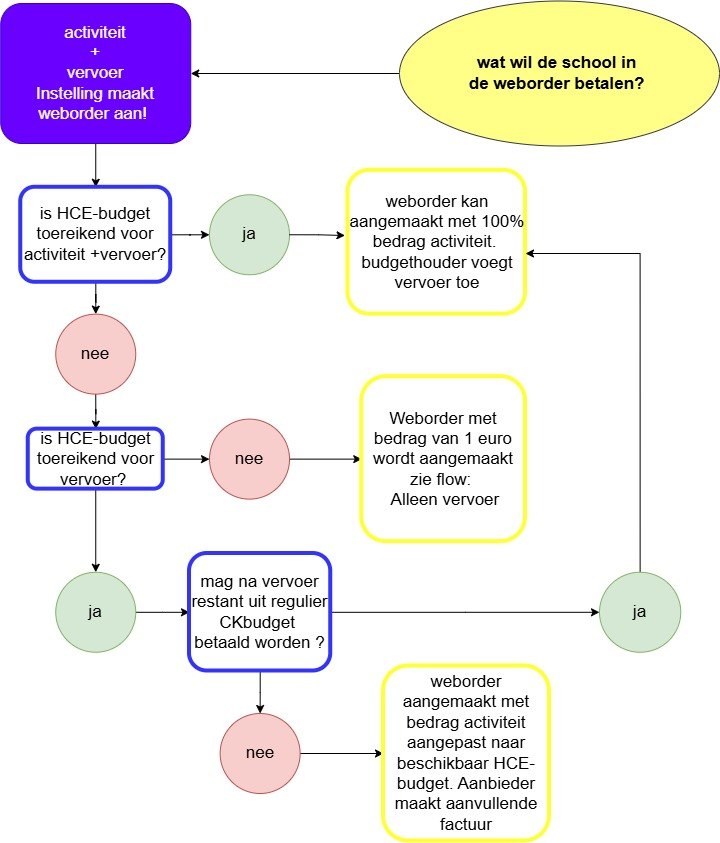 activiteit
+
vervoer
Instelling maakt
weborder aan!
wat wil de school in
de weborder betalen?
is HCE-budget
toereikend voor
activiteit +vervoer?
ja
weborder kan
aangemaakt met 100%
bedrag activiteit.
budgethouder voegt
vervoer toe
nee
is HCE-budget
toereikend voor
vervoer?
nee
Weborder met
bedrag van 1 euro
wordt aangemaakt
zie flow:
Alleen vervoer
ja
mag na vervoer
restant uit regulier
CKbudget
betaald worden ?
ja
nee
weborder
aangemaakt met
bedrag activiteit
aangepast naar
beschikbaar HCE-
budget. Aanbieder
maakt aanvullende
factuur